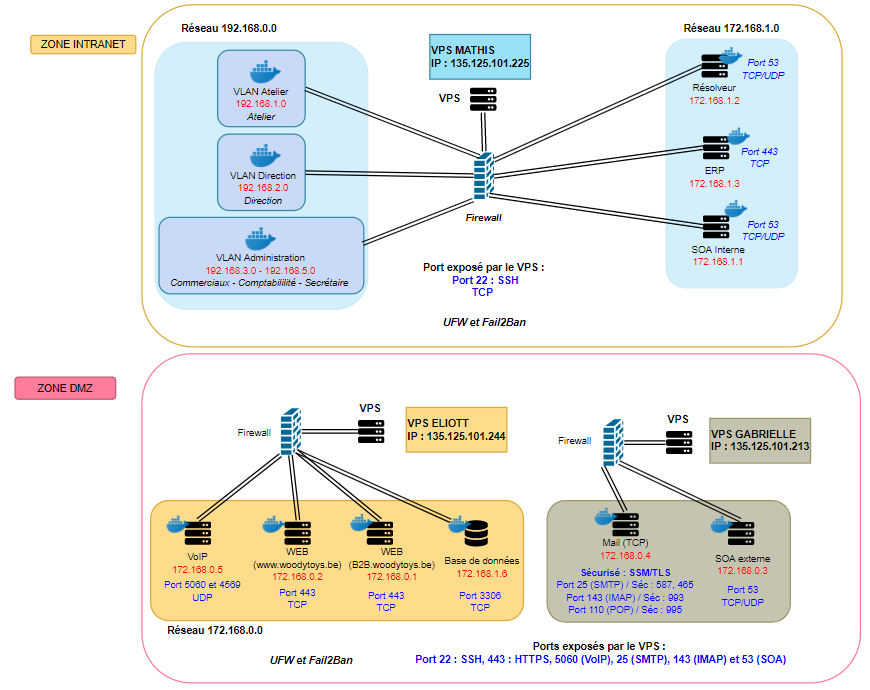 ZONE INTRANET
Réseau 192.168.0.0
VLAN Atelier
192.168.1.0
Atelier
VLAN Direction
192.168.2.0
Direction
VLAN Administration
192.168.3.0 - 192.168.5.0
Commerciaux - Comptabililité - Secrétaire
VPS MATHIS
IP : 135.125.101.225
VPS
Firewall
Port exposé par le VPS :
Port 22 : SSH
TCP
UFW et Fail2Ban
Réseau 172.168.1.0
Port 53
TCP/UDP
Résolveur
172.168.1.2
Port 443
TCP
ERP
172.168.1.3
Port 53
TCP/UDP
SOA Interne
172.168.1.1
ZONE DMZ
Firewall
VPS
VPS ELIOTT
IP : 135.125.101.244
VoIP
172.168.0.5
Port 5060 et 4569
UDP
WEB
(www.woodytoys.be)
172.168.0.2
Port 443
TCP
WEB
(B2B.woodytoys.be)
172.168.0.1
Port 443
TCP
Base de données
172.168.1.6
Port 3306
TCP
Réseau 172.168.0.0
UFW et Fail2Ban
Firewall
VPS
VPS GABRIELLE
IP : 135.125.101.213
Mail (TCP)
172.168.0.4
Sécurisé : SSM/TLS
Port 25 (SMTP) / Séc : 587, 465
Port 143 (IMAP) / Séc : 993
Port 110 (POP) / Séc : 995
SOA externe
172.168.0.3
Port 53
TCP/UDP
Ports exposés par le VPS :
Port 22 : SSH, 443 : HTTPS, 5060 (VoIP), 25 (SMTP), 143 (IMAP) et 53 (SOA)